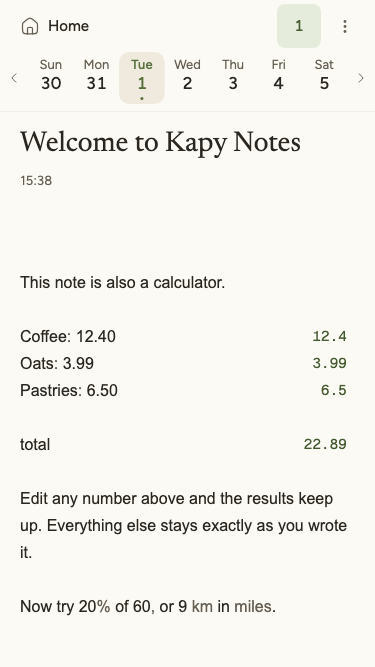 Home
1
Sun Mon Tue Wed Thu Fri Sat
30 31 1 2 3 4 5
Welcome to Kapy Notes
15:38
This note is also a calculator.
Coffee: 12.40 12.4
Oats: 3.99 3.99
Pastries: 6.50 6.5
total 22.89
Edit any number above and the results keep
up. Everything else stays exactly as you wrote
it.
Now try 20% of 60, or 9 km in miles.